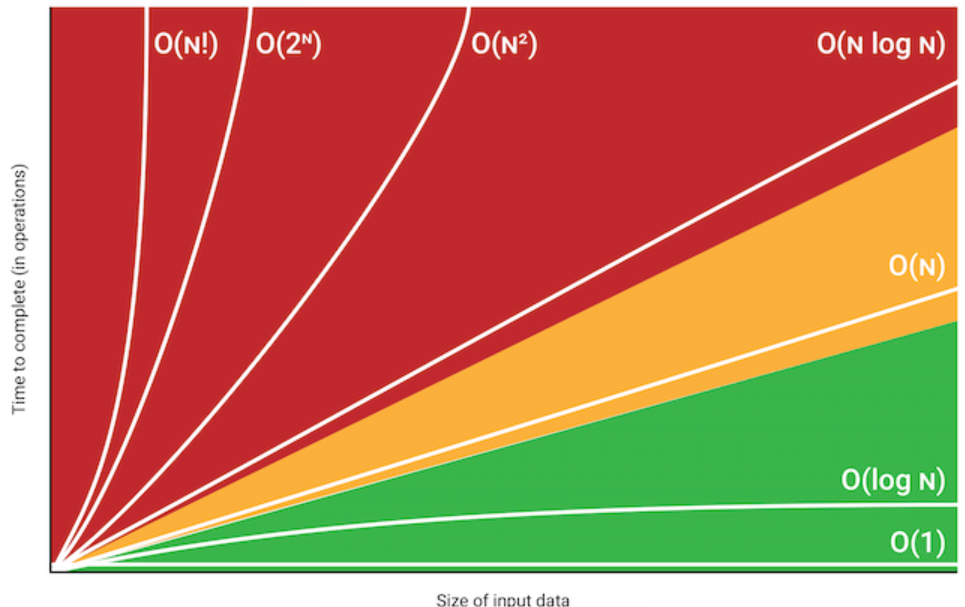 O(N!)
O(2ᴺ)
O(N²)
O(N log N)
O(N)
O(log N)
O(1)
Time to complete (in operations)
Size of input data